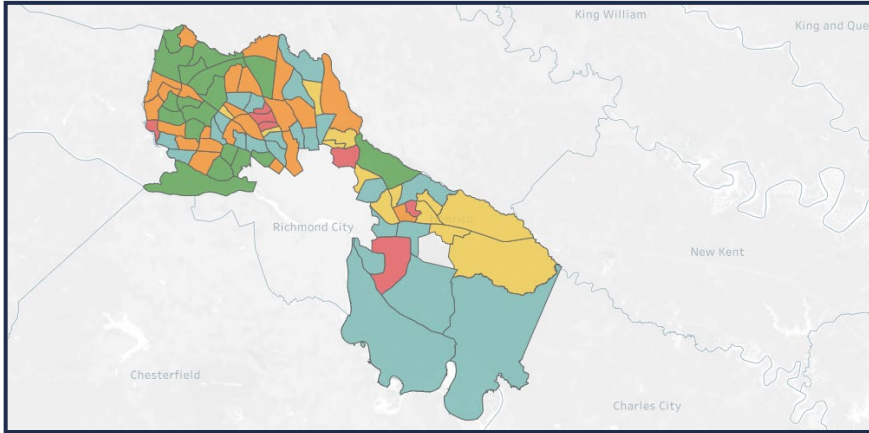 King William
King and Que
Richmond City
New Kent
Chesterfield
Charles City